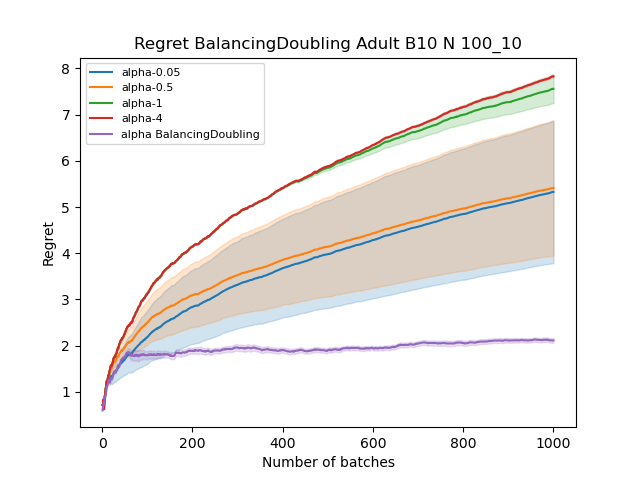 Regret BalancingDoubling Adult B10 N 100_10
alpha-0.05
alpha-0.5
alpha-1
alpha-4
alpha BalancingDoubling
8
7
6
5
4
3
2
1
Regret
0 200 400 600 800 1000
Number of batches